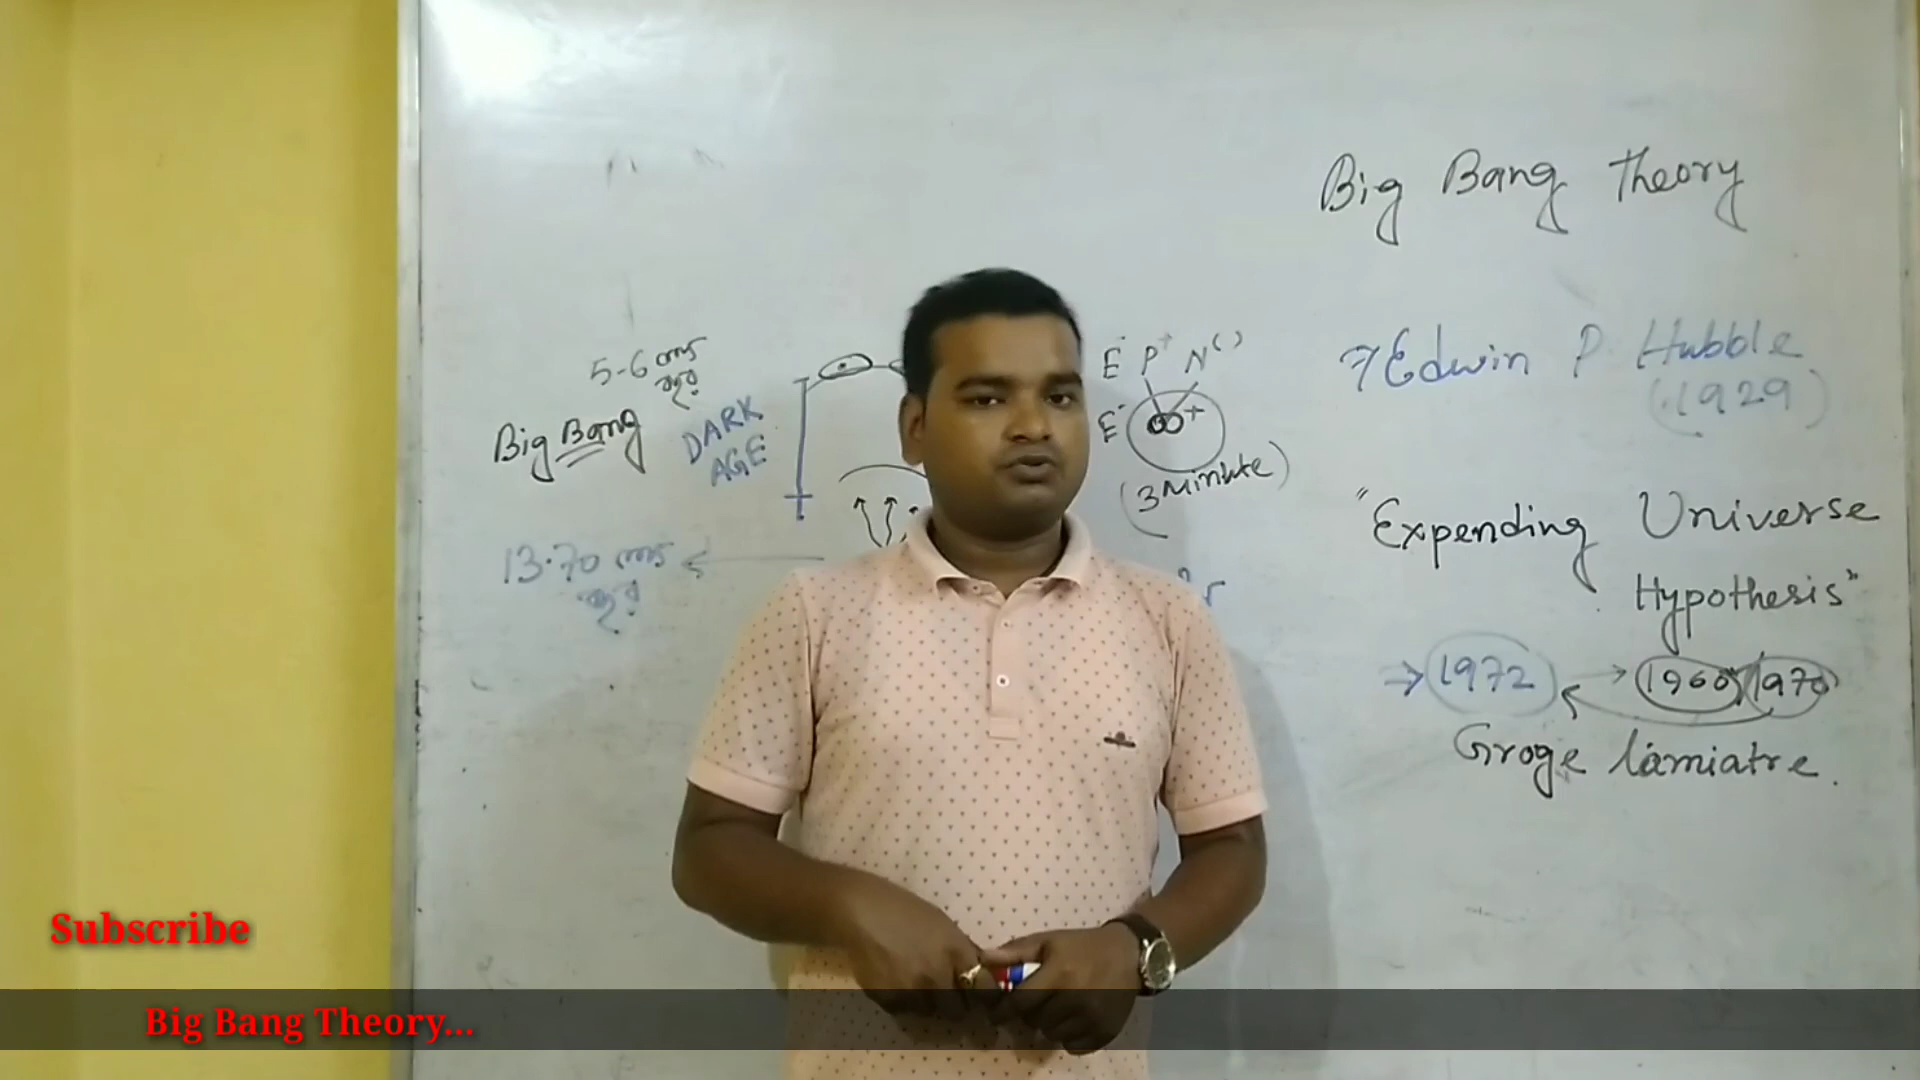 Big Bang Theory
Edwin P. Hubble
(1929)
"Expending Universe
Hypothesis"
1972
1960
1970
Groge lamiatre.
5-6
Big Bang
DARK
AGE
E⁻ P⁺ N⁽⁾
E⁻ +
(3 Minute)
13.70
Subscribe
Big Bang Theory...